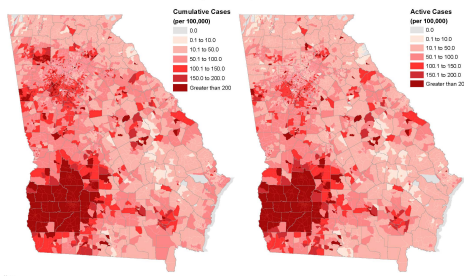 Cumulative Cases
(per 100,000)
0.0
0.1 to 10.0
10.1 to 50.0
50.1 to 100.0
100.1 to 150.0
150.0 to 200.0
Greater than 200
Active Cases
(per 100,000)
0.0
0.1 to 10.0
10.1 to 50.0
50.1 to 100.0
100.1 to 150.0
150.1 to 200.0
Greater than 200